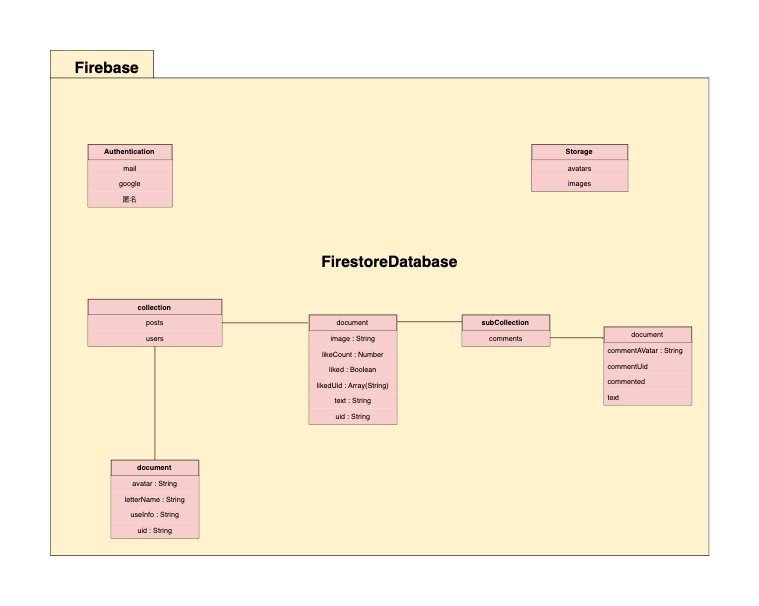 Firebase
Authentication
mail
google
匿名
Storage
avatars
images
FirestoreDatabase
collection
posts
users
document
image : String
likeCount : Number
liked : Boolean
likedUid : Array(String)
text : String
uid : String
subCollection
comments
document
commentAVatar : String
commentUid
commented
text
document
avatar : String
letterName : String
useInfo : String
uid : String